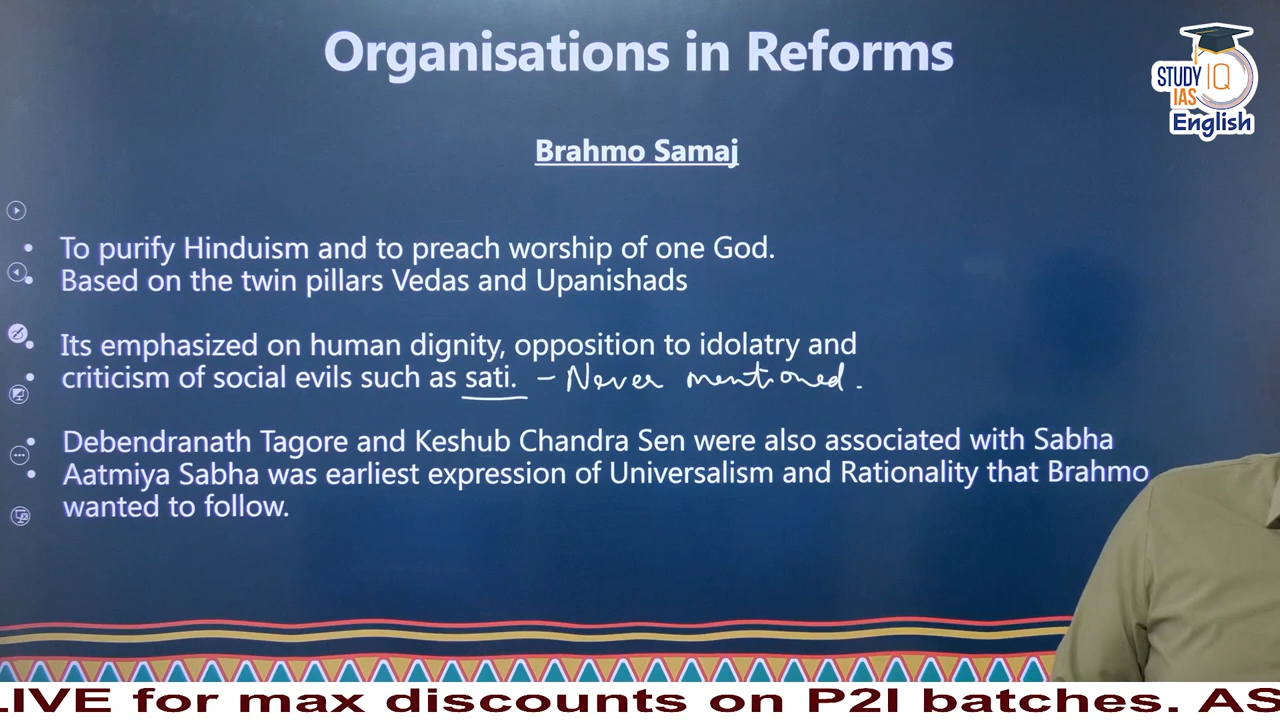 Organisations in Reforms
STUDY IQ
IAS
English
Brahmo Samaj
• To purify Hinduism and to preach worship of one God.
• Based on the twin pillars Vedas and Upanishads
• Its emphasized on human dignity, opposition to idolatry and
• criticism of social evils such as sati. – Never mentioned.
• Debendranath Tagore and Keshub Chandra Sen were also associated with Sabha
• Aatmiya Sabha was earliest expression of Universalism and Rationality that Brahmo
wanted to follow.
LIVE for max discounts on P2I batches. AS